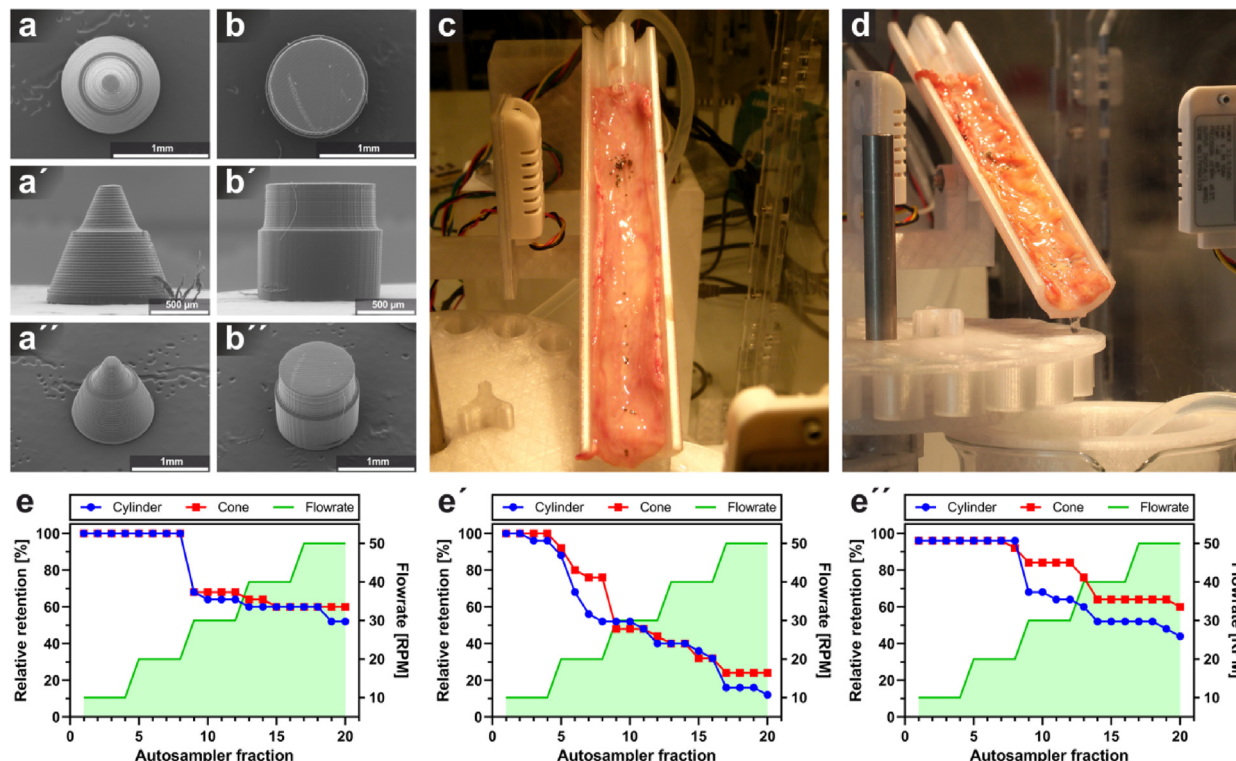 a
b
c
d
1mm
1mm
a´
b´
500 µm
500 µm
a´´
b´´
1mm
1mm
e
Cylinder Cone Flowrate
Relative retention [%]
100
80
60
40
20
0
50
40
30
20
10
Flowrate [RPM]
0 5 10 15 20
Autosampler fraction
e´
Cylinder Cone Flowrate
Relative retention [%]
100
80
60
40
20
0
50
40
30
20
10
Flowrate [RPM]
0 5 10 15 20
Autosampler fraction
e´´
Cylinder Cone Flowrate
Relative retention [%]
100
80
60
40
20
0
50
40
30
20
10
0 5 10 15 20
Autosampler fraction